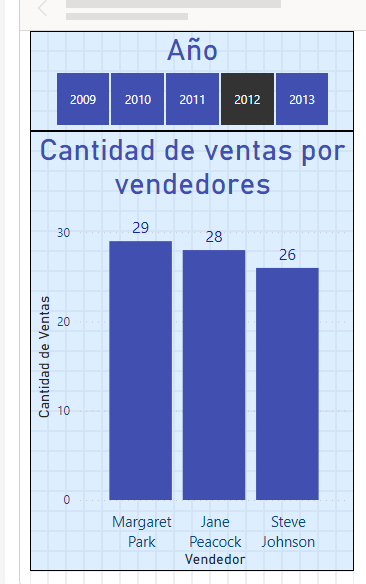 Año
2009 2010 2011 2012 2013
Cantidad de ventas por
vendedores
Cantidad de Ventas
30
20
10
0
29
28
26
Margaret
Park
Jane
Peacock
Steve
Johnson
Vendedor